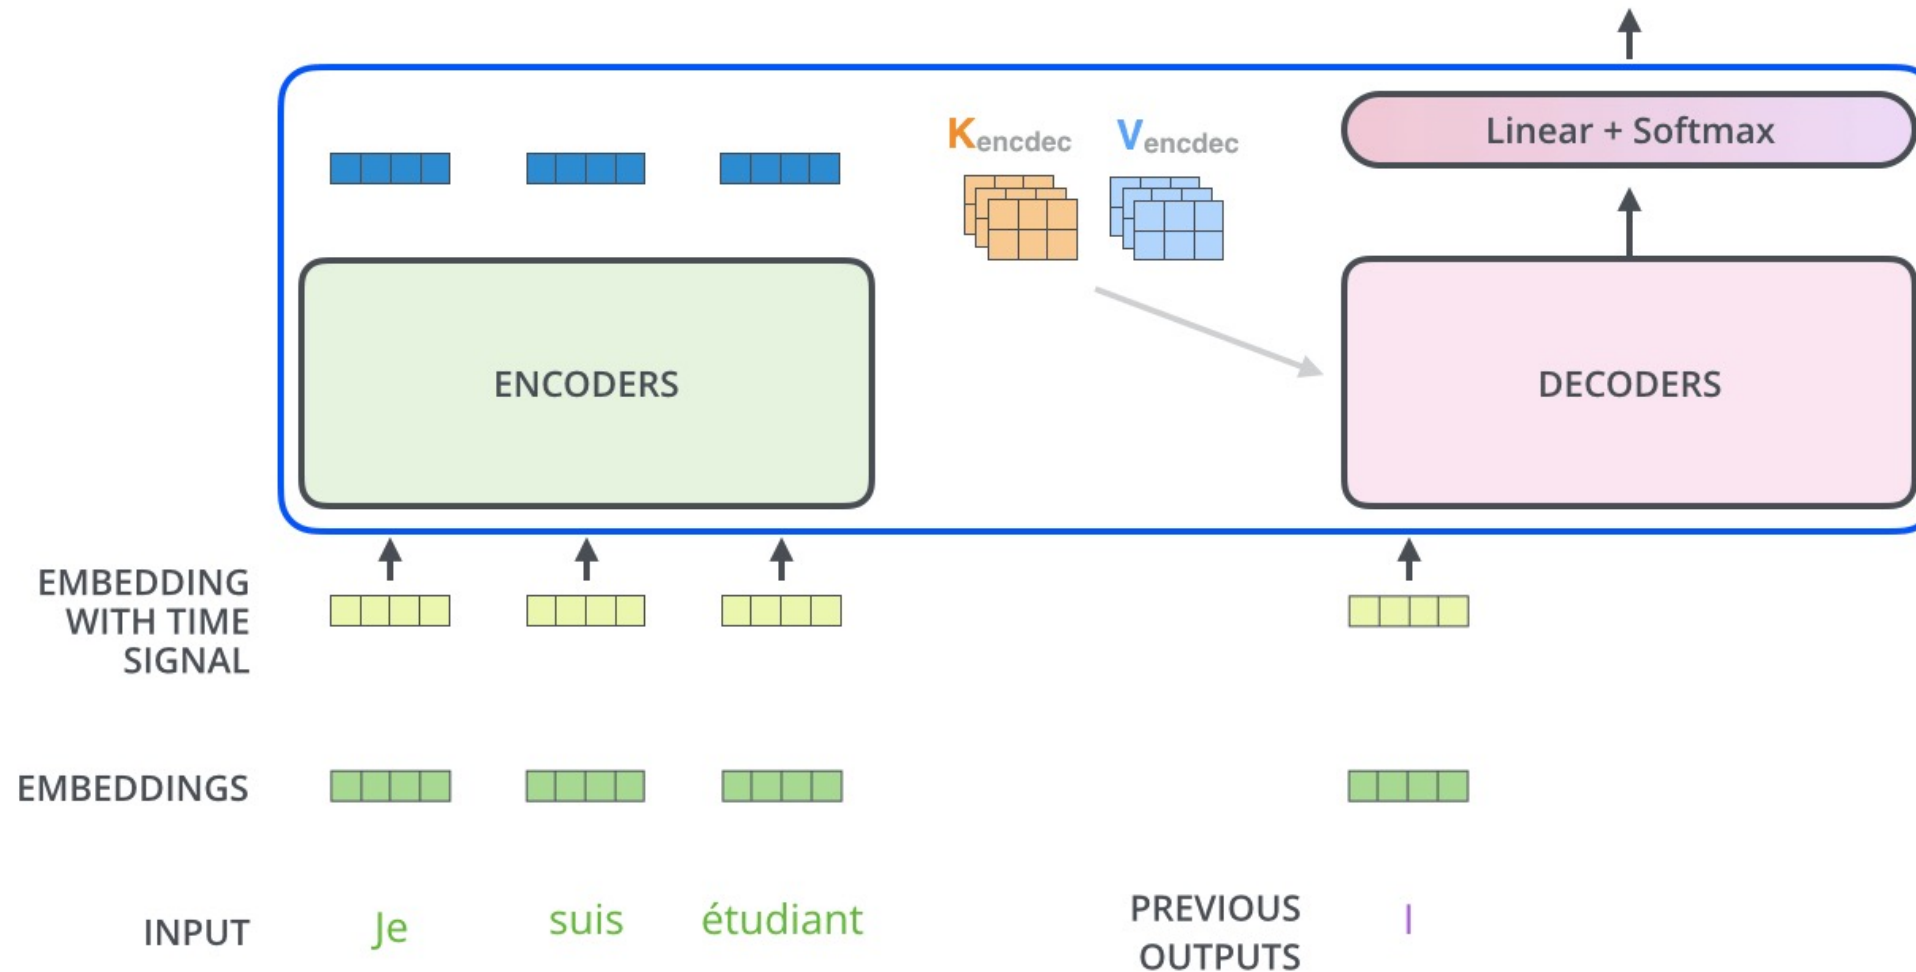 Kencdec Vencdec
Linear + Softmax
ENCODERS
DECODERS
EMBEDDING
WITH TIME
SIGNAL
EMBEDDINGS
INPUT
Je suis étudiant
PREVIOUS
OUTPUTS
I